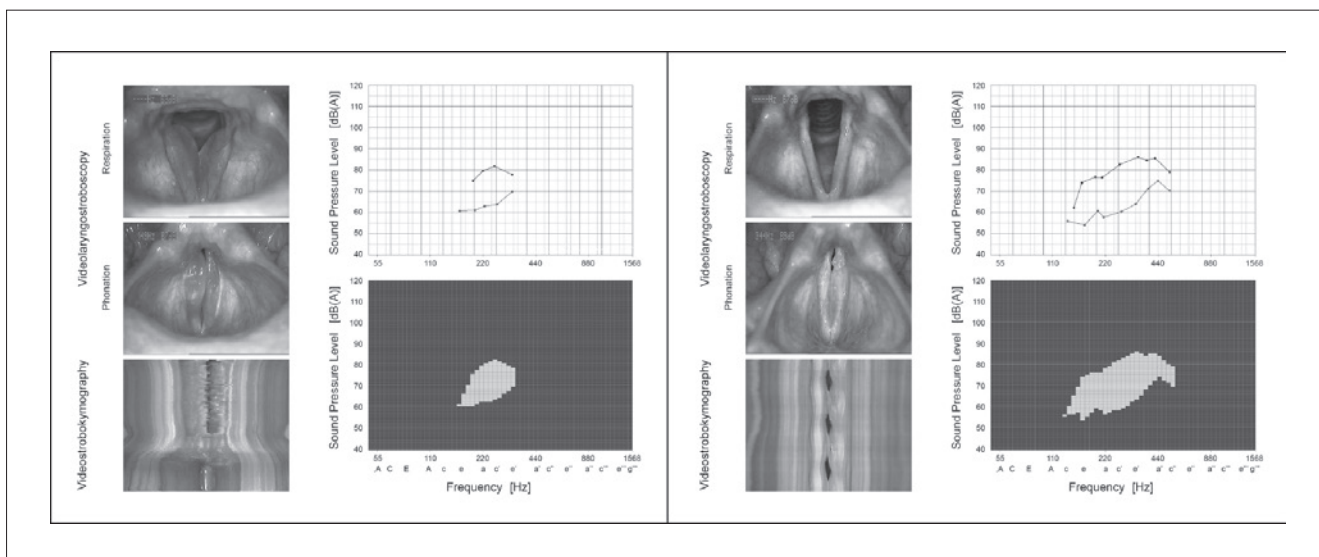 Videolaryngostroboscopy
Respiration
Phonation
Videostrobokymography
Sound Pressure Level [dB(A)]
120
110
100
90
80
70
60
50
40
55 110 220 440 880 1568
Sound Pressure Level [dB(A)]
120
110
100
90
80
70
60
50
40
55 110 220 440 880 1568
A C E A c e a c' e' a' c'' e'' a'' c''' e''' g'''
Frequency [Hz]
Videolaryngostroboscopy
Respiration
Phonation
Videostrobokymography
Sound Pressure Level [dB(A)]
120
110
100
90
80
70
60
50
40
55 110 220 440 880 1568
Sound Pressure Level [dB(A)]
120
110
100
90
80
70
60
50
40
55 110 220 440 880 1568
A C E A c e a c' e' a' c'' e'' a'' c''' e''' g'''
Frequency [Hz]